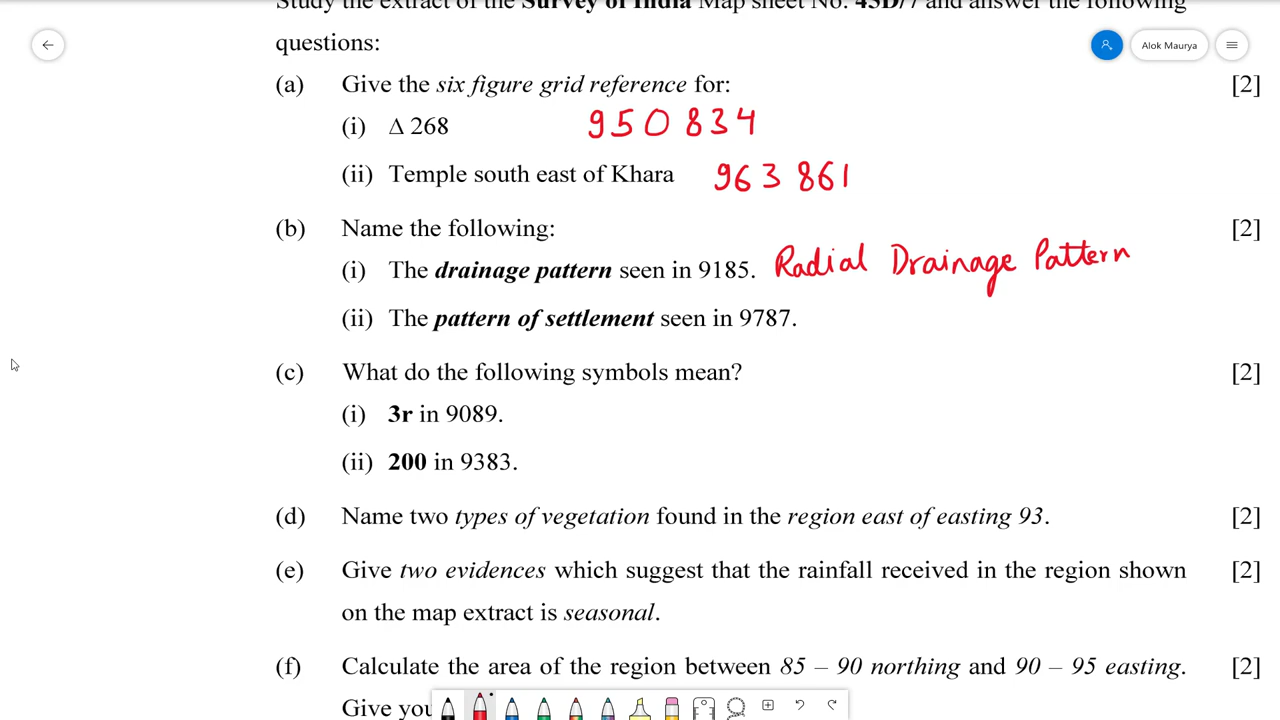 Study the extract of the Survey of India Map sheet No. 45D/7 and answer the following
questions:
Alok Maurya
(a) Give the six figure grid reference for: [2]
(i) Δ 268 950834
(ii) Temple south east of Khara 963 861
(b) Name the following: [2]
(i) The drainage pattern seen in 9185. Radial Drainage Pattern
(ii) The pattern of settlement seen in 9787.
(c) What do the following symbols mean? [2]
(i) 3r in 9089.
(ii) 200 in 9383.
(d) Name two types of vegetation found in the region east of easting 93. [2]
(e) Give two evidences which suggest that the rainfall received in the region shown [2]
on the map extract is seasonal.
(f) Calculate the area of the region between 85 – 90 northing and 90 – 95 easting. [2]
Give you